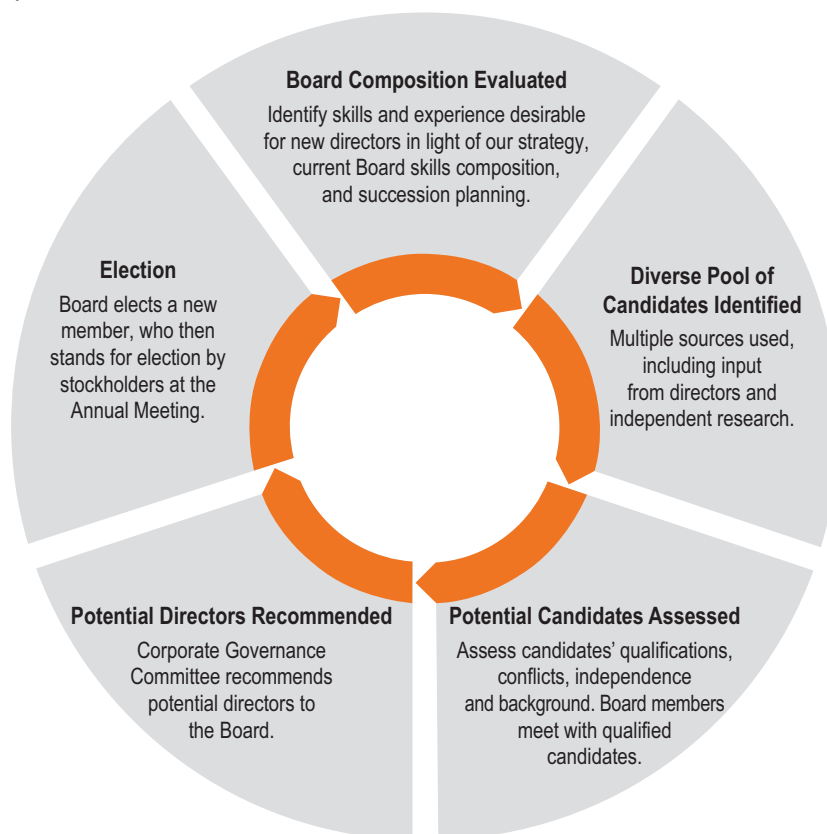 Board Composition Evaluated
Identify skills and experience desirable
for new directors in light of our strategy,
current Board skills composition,
and succession planning.
Diverse Pool of
Candidates Identified
Multiple sources used,
including input
from directors and
independent research.
Potential Candidates Assessed
Assess candidates’ qualifications,
conflicts, independence
and background. Board members
meet with qualified
candidates.
Potential Directors Recommended
Corporate Governance
Committee recommends
potential directors to
the Board.
Election
Board elects a new
member, who then
stands for election by
stockholders at the
Annual Meeting.